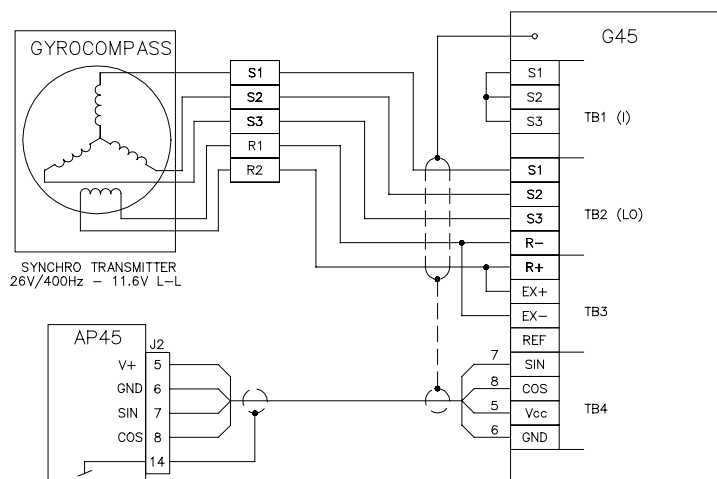 GYROCOMPASS
SYNCHRO TRANSMITTER
26V/400Hz - 11.6V L-L
S1
S2
S3
R1
R2
G45
S1
S2
S3
TB1 (I)
S1
S2
S3
R-
TB2 (LO)
R+
EX+
EX-
REF
TB3
7 SIN
8 COS
5 Vcc
6 GND
TB4
AP45
J2
V+ 5
GND 6
SIN 7
COS 8
14